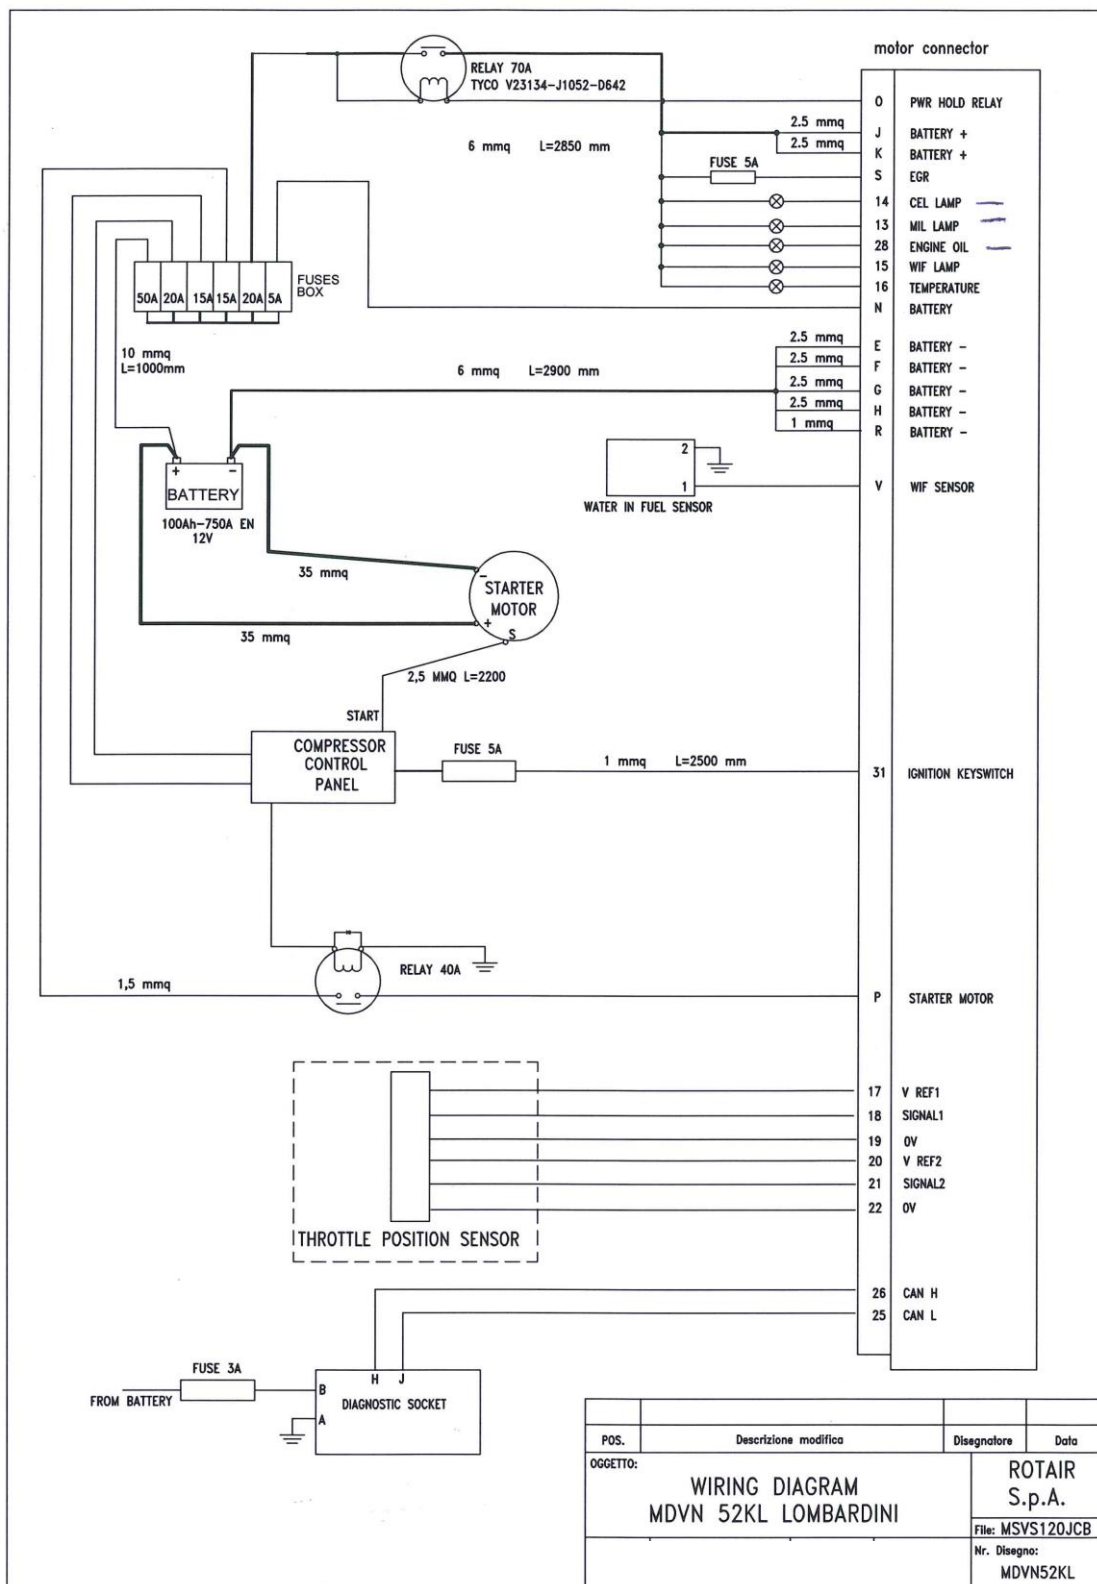 motor connector
RELAY 70A
TYCO V23134-J1052-D642
O PWR HOLD RELAY
6 mmq L=2850 mm
2.5 mmq
J BATTERY +
2.5 mmq
K BATTERY +
FUSE 5A
S EGR
14 CEL LAMP
13 MIL LAMP
28 ENGINE OIL
15 WIF LAMP
16 TEMPERATURE
N BATTERY
50A 20A 15A 15A 20A 5A
FUSES
BOX
10 mmq
L=1000mm
6 mmq L=2900 mm
2.5 mmq
E BATTERY -
2.5 mmq
F BATTERY -
2.5 mmq
G BATTERY -
2.5 mmq
H BATTERY -
1 mmq
R BATTERY -
+ -
BATTERY
100Ah-750A EN
12V
2
1
WATER IN FUEL SENSOR
V WIF SENSOR
35 mmq
35 mmq
-
STARTER
MOTOR
+
S
2,5 MMQ L=2200
START
COMPRESSOR
CONTROL
PANEL
FUSE 5A
1 mmq L=2500 mm
31 IGNITION KEYSWITCH
RELAY 40A
1,5 mmq
P STARTER MOTOR
17 V REF1
18 SIGNAL1
19 0V
20 V REF2
21 SIGNAL2
22 0V
THROTTLE POSITION SENSOR
26 CAN H
25 CAN L
FUSE 3A
FROM BATTERY
H J
B
A
DIAGNOSTIC SOCKET
POS. Descrizione modifica Disegnatore Data
OGGETTO:
WIRING DIAGRAM
MDVN 52KL LOMBARDINI
ROTAIR
S.p.A.
File: MSVS120JCB
Nr. Disegno:
MDVN52KL